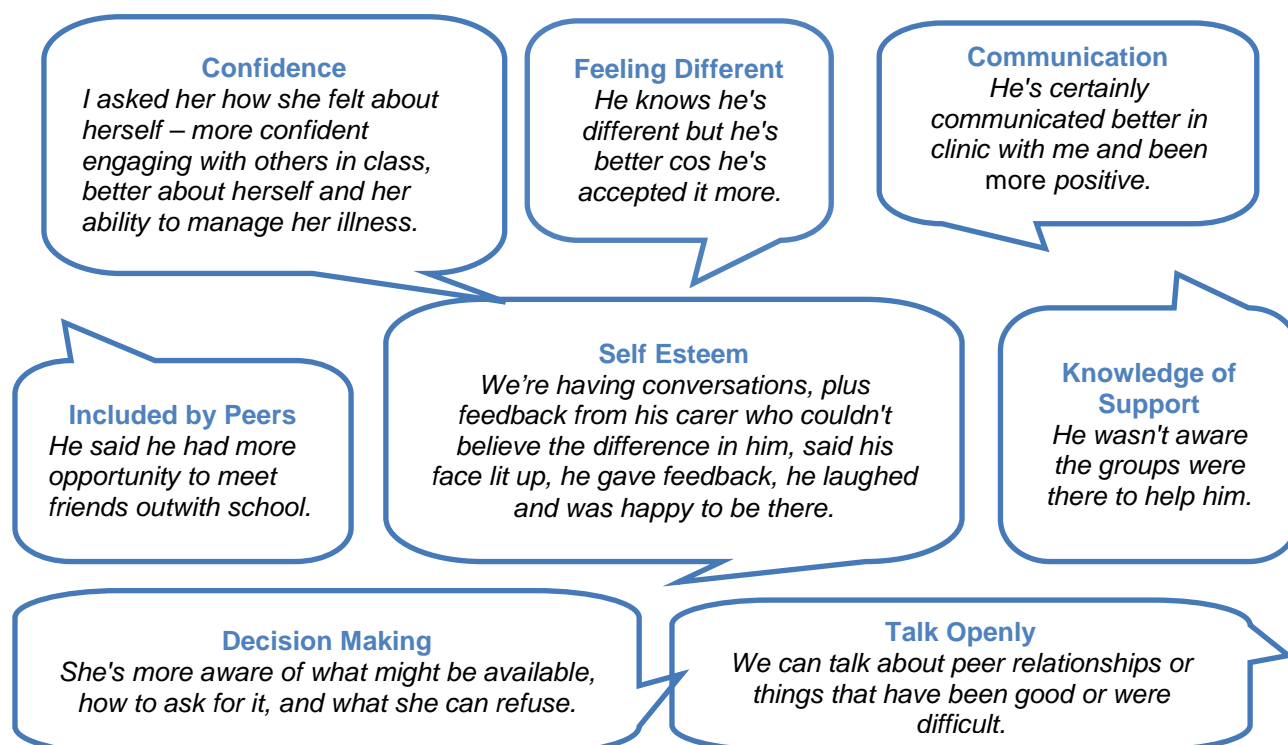 Confidence
I asked her how she felt about
herself – more confident
engaging with others in class,
better about herself and her
ability to manage her illness.
Feeling Different
He knows he's
different but he's
better cos he's
accepted it more.
Communication
He's certainly
communicated better in
clinic with me and been
more positive.
Included by Peers
He said he had more
opportunity to meet
friends outwith school.
Self Esteem
We’re having conversations, plus
feedback from his carer who couldn't
believe the difference in him, said his
face lit up, he gave feedback, he laughed
and was happy to be there.
Knowledge of
Support
He wasn't aware
the groups were
there to help him.
Decision Making
She's more aware of what might be available,
how to ask for it, and what she can refuse.
Talk Openly
We can talk about peer relationships or
things that have been good or were
difficult.